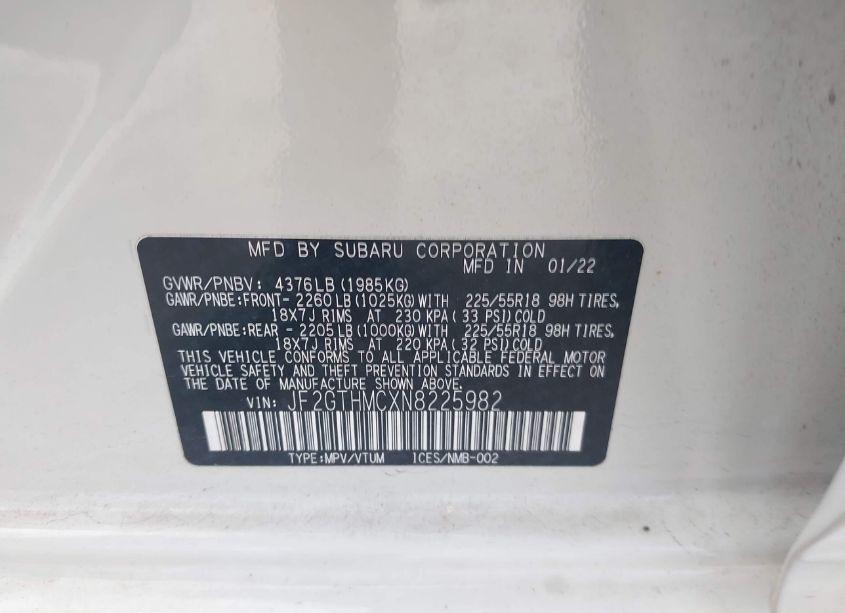 MFD BY SUBARU CORPORATION
MFD IN 01/22
GVWR/PNBV: 4376LB (1985KG)
GAWR/PNBE:FRONT- 2260 LB (1025KG) WITH 225/55R18 98H TIRES,
18X7J RIMS AT 230 KPA ( 33 PSI) COLD
GAWR/PNBE:REAR - 2205 LB (1000KG) WITH 225/55R18 98H TIRES,
18X7J RIMS AT 220 KPA ( 32 PSI) COLD
THIS VEHICLE CONFORMS TO ALL APPLICABLE FEDERAL MOTOR
VEHICLE SAFETY AND THEFT PREVENTION STANDARDS IN EFFECT ON
THE DATE OF MANUFACTURE SHOWN ABOVE.
VIN: JF2GTHMCXN8225982
TYPE:MPV/VTUM ICES/NMB-002